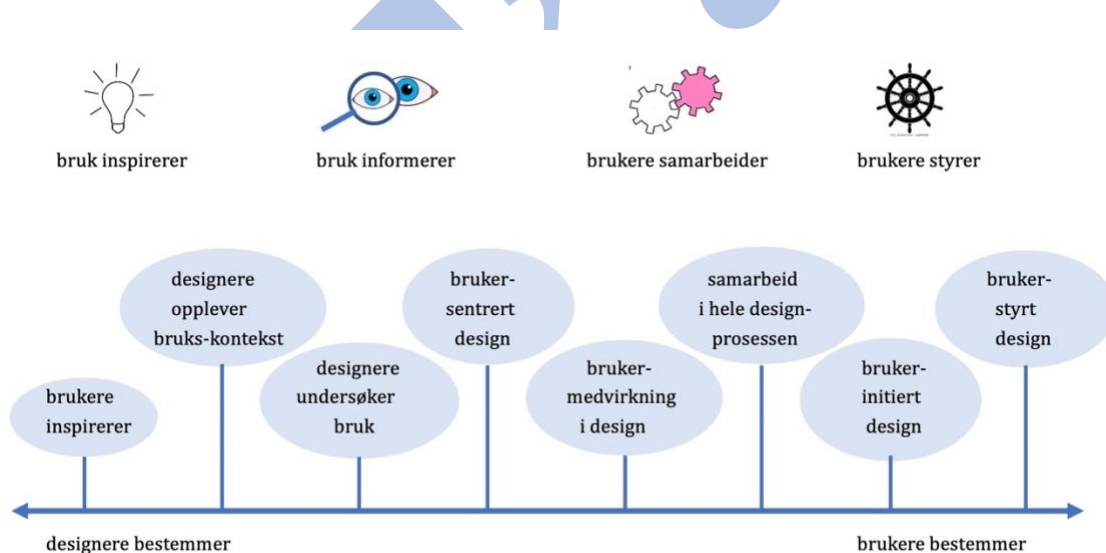 bruk inspirerer
bruk informerer
brukere samarbeider
brukere styrer
designere
opplever
bruks-kontekst
bruker-
sentrert
design
samarbeid
i hele design-
prosessen
bruker-
styrt
design
brukere
inspirerer
designere
undersøker
bruk
bruker-
medvirkning
i design
bruker-
initiert
design
designere bestemmer
brukere bestemmer